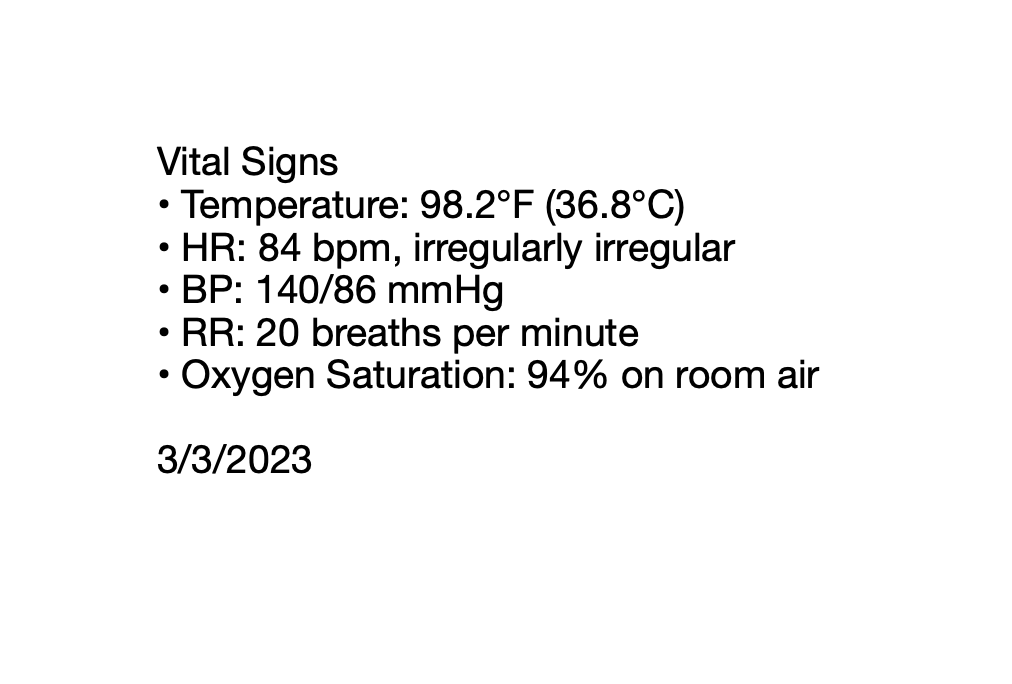 Vital Signs
• Temperature: 98.2°F (36.8°C)
• HR: 84 bpm, irregularly irregular
• BP: 140/86 mmHg
• RR: 20 breaths per minute
• Oxygen Saturation: 94% on room air
3/3/2023